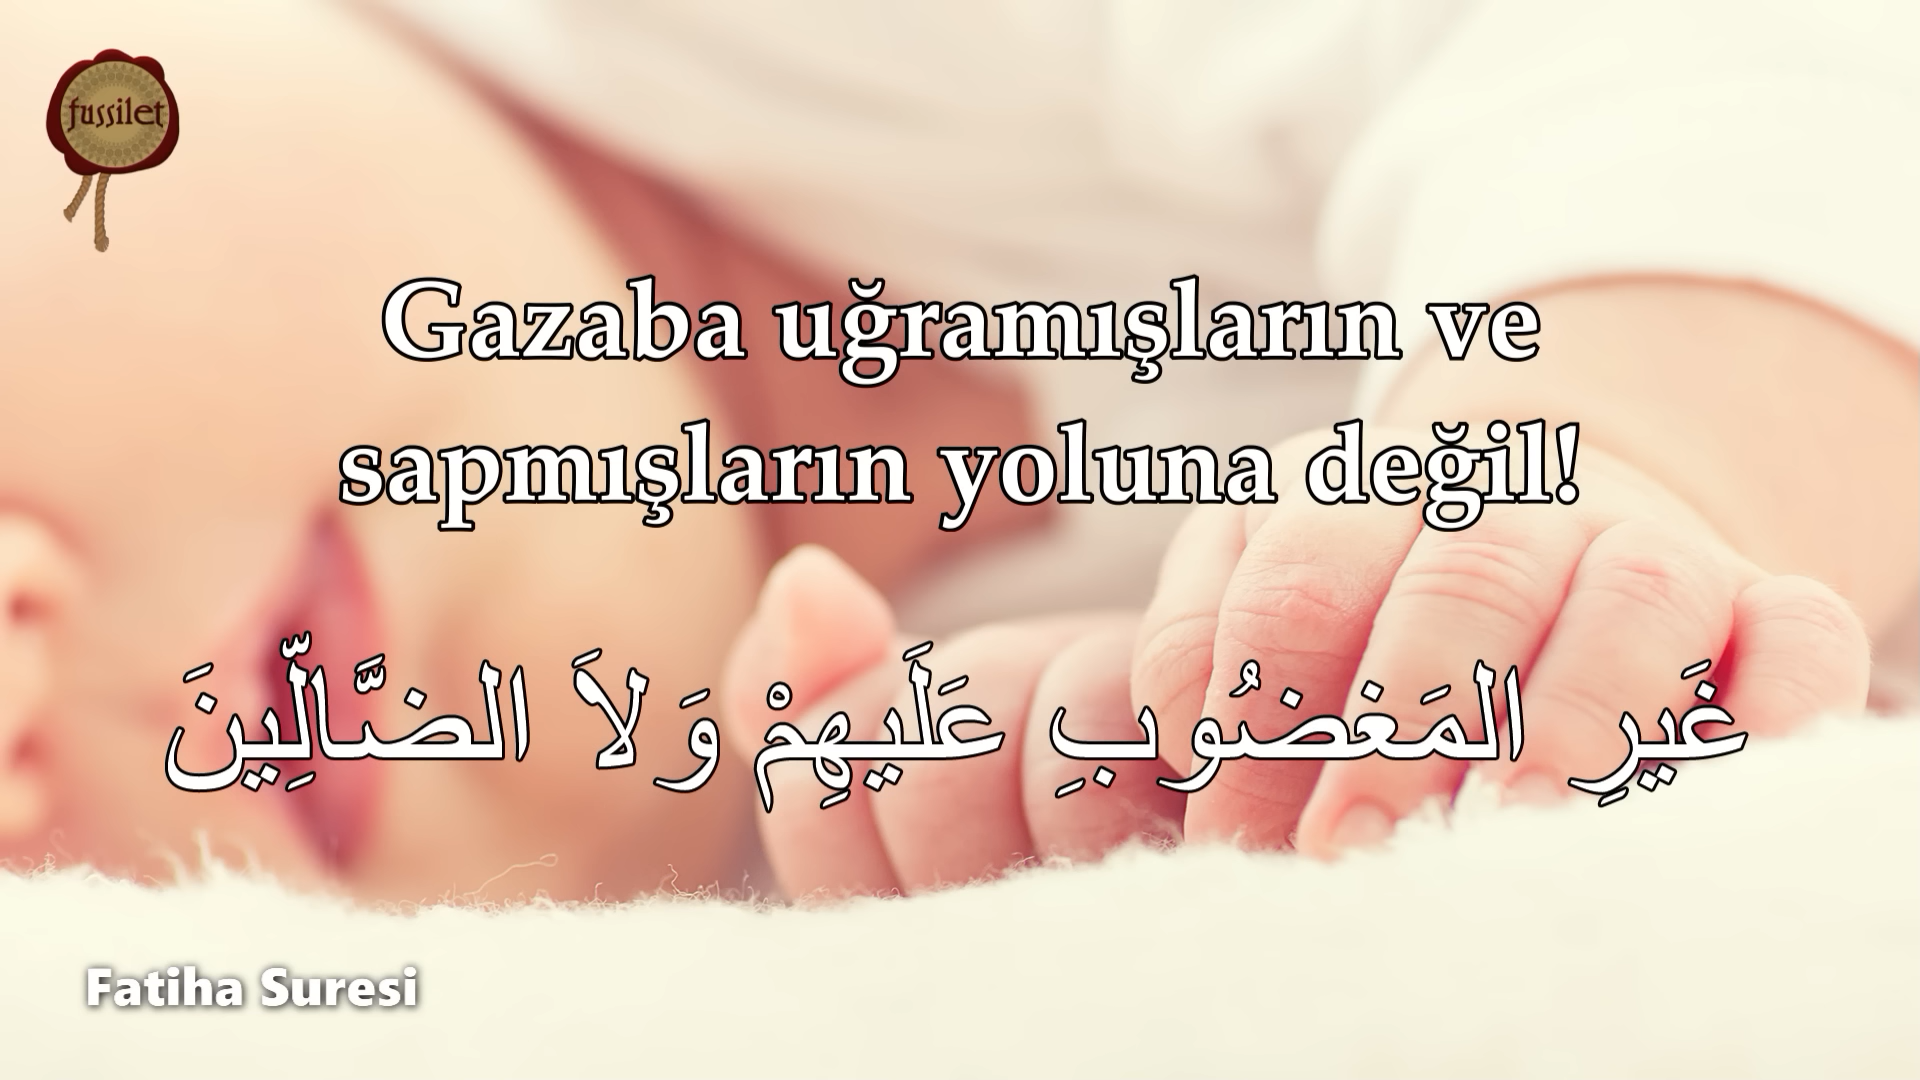 fussilet
Gazaba uğramışların ve
sapmışların yoluna değil!
غَيرِ المَغضُوبِ عَلَيهِمْ وَلاَ الضَّالِّينَ
Fatiha Suresi